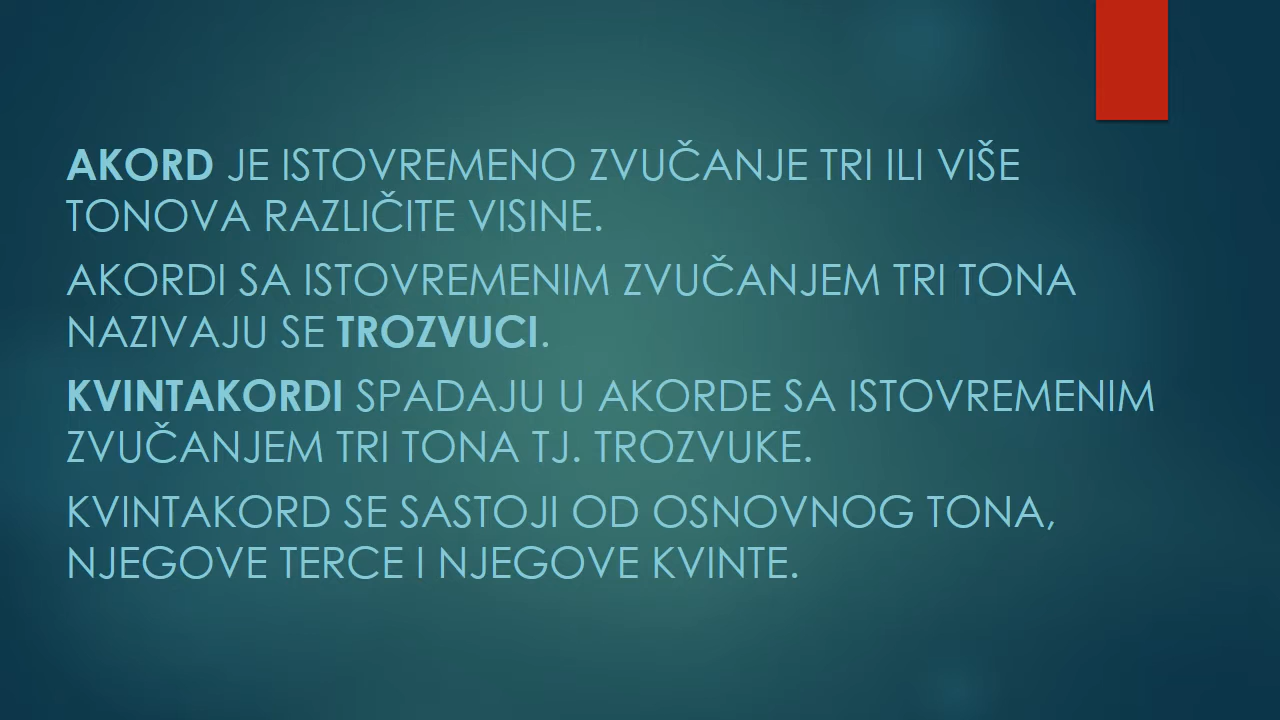 AKORD JE ISTOVREMENO ZVUČANJE TRI ILI VIŠE
TONOVA RAZLIČITE VISINE.
AKORDI SA ISTOVREMENIM ZVUČANJEM TRI TONA
NAZIVAJU SE TROZVUCI.
KVINTAKORDI SPADAJU U AKORDE SA ISTOVREMENIM
ZVUČANJEM TRI TONA TJ. TROZVUKE.
KVINTAKORD SE SASTOJI OD OSNOVNOG TONA,
NJEGOVE TERCE I NJEGOVE KVINTE.